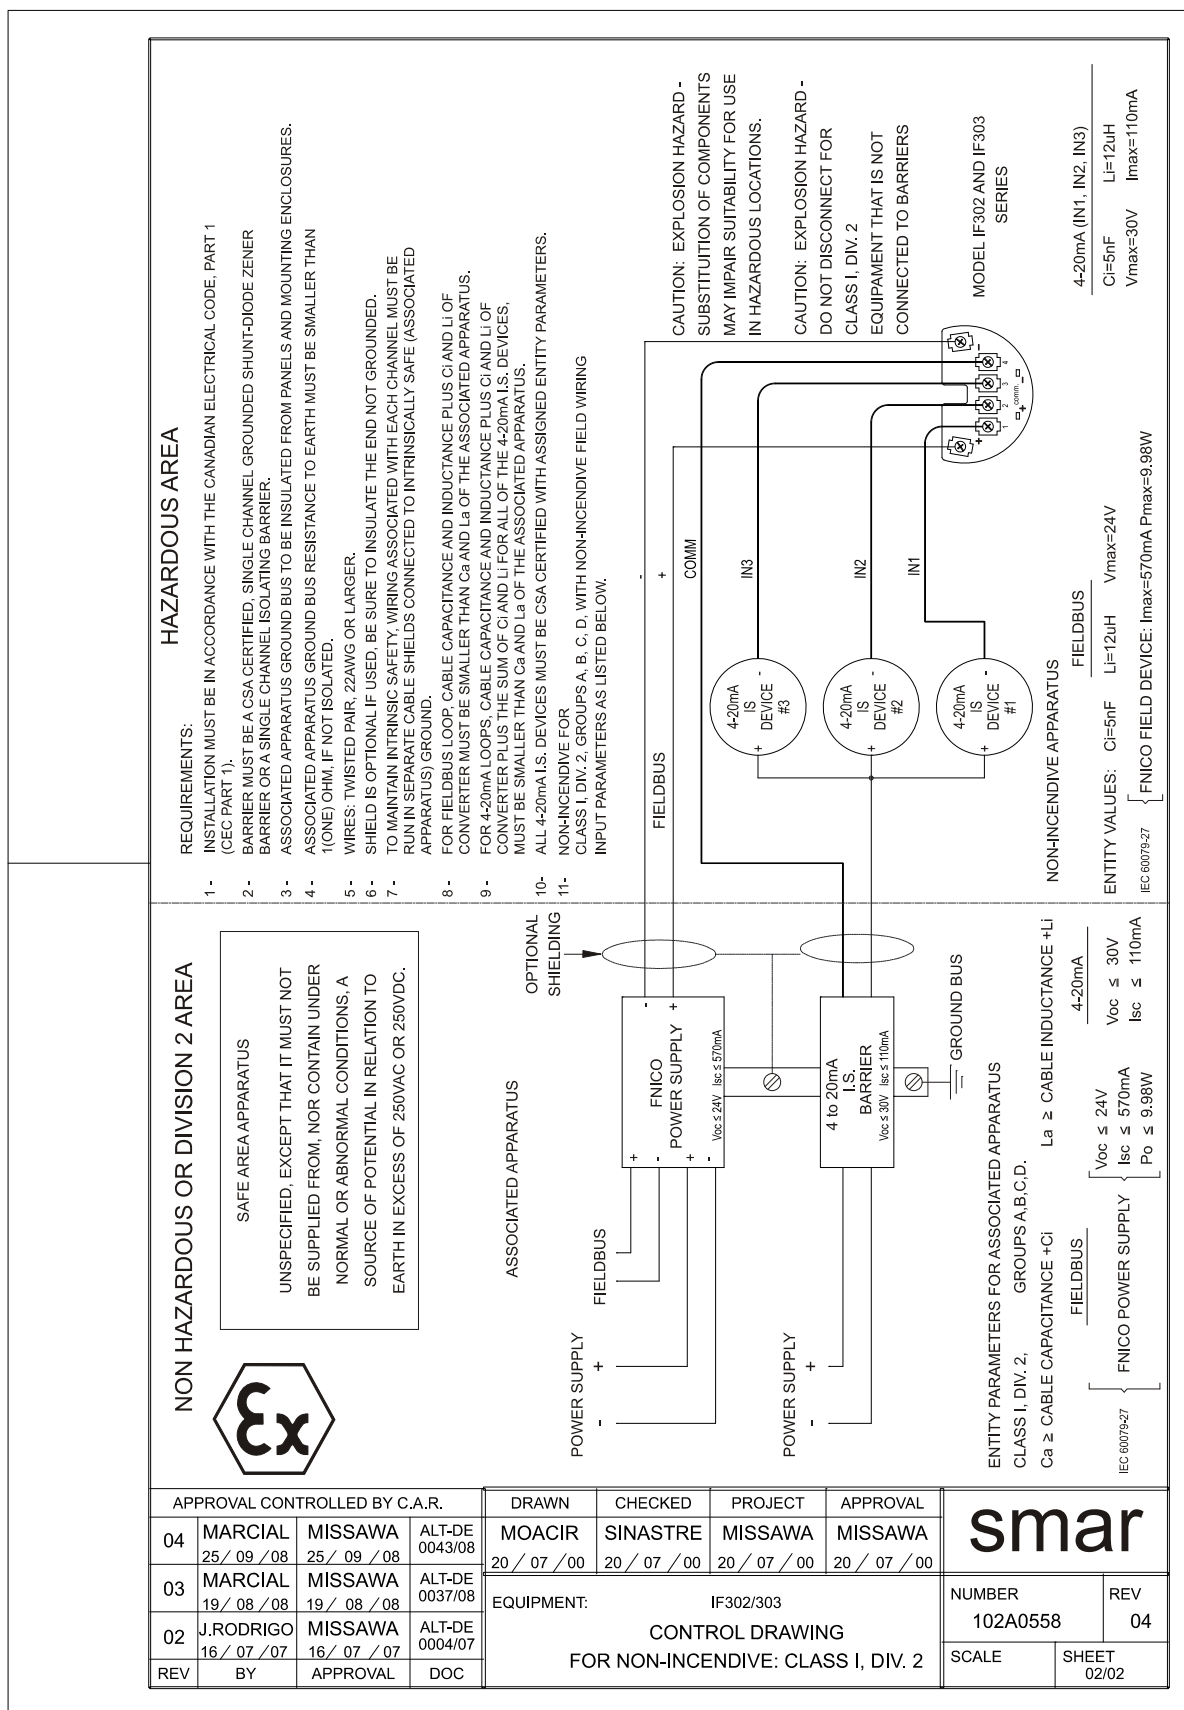 NON HAZARDOUS OR DIVISION 2 AREA
HAZARDOUS AREA
SAFE AREA APPARATUS
UNSPECIFIED, EXCEPT THAT IT MUST NOT
BE SUPPLIED FROM, NOR CONTAIN UNDER
NORMAL OR ABNORMAL CONDITIONS, A
SOURCE OF POTENTIAL IN RELATION TO
EARTH IN EXCESS OF 250VAC OR 250VDC.
Ex
REQUIREMENTS:
1 - INSTALLATION MUST BE IN ACCORDANCE WITH THE CANADIAN ELECTRICAL CODE, PART 1
(CEC PART 1).
2 - BARRIER MUST BE A CSA CERTIFIED, SINGLE CHANNEL GROUNDED SHUNT-DIODE ZENER
BARRIER OR A SINGLE CHANNEL ISOLATING BARRIER.
3 - ASSOCIATED APPARATUS GROUND BUS TO BE INSULATED FROM PANELS AND MOUNTING ENCLOSURES.
4 - ASSOCIATED APPARATUS GROUND BUS RESISTANCE TO EARTH MUST BE SMALLER THAN
1(ONE) OHM, IF NOT ISOLATED.
5 - WIRES: TWISTED PAIR, 22AWG OR LARGER.
6 - SHIELD IS OPTIONAL IF USED, BE SURE TO INSULATE THE END NOT GROUNDED.
7 - TO MAINTAIN INTRINSIC SAFETY, WIRING ASSOCIATED WITH EACH CHANNEL MUST BE
RUN IN SEPARATE CABLE SHIELDS CONNECTED TO INTRINSICALLY SAFE (ASSOCIATED
APPARATUS) GROUND.
8 - FOR FIELDBUS LOOP, CABLE CAPACITANCE AND INDUCTANCE PLUS Ci AND Li OF
CONVERTER MUST BE SMALLER THAN Ca AND La OF THE ASSOCIATED APPARATUS.
9 - FOR 4-20mA LOOPS, CABLE CAPACITANCE AND INDUCTANCE PLUS Ci AND Li OF
CONVERTER PLUS THE SUM OF Ci AND Li FOR ALL OF THE 4-20mA I.S. DEVICES,
MUST BE SMALLER THAN Ca AND La OF THE ASSOCIATED APPARATUS.
10- ALL 4-20mA I.S. DEVICES MUST BE CSA CERTIFIED WITH ASSIGNED ENTITY PARAMETERS.
11- NON-INCENDIVE FOR
CLASS I, DIV. 2, GROUPS A, B, C, D, WITH NON-INCENDIVE FIELD WIRING
INPUT PARAMETERS AS LISTED BELOW.
CAUTION: EXPLOSION HAZARD -
SUBSTITUITION OF COMPONENTS
MAY IMPAIR SUITABILITY FOR USE
IN HAZARDOUS LOCATIONS.
CAUTION: EXPLOSION HAZARD -
DO NOT DISCONNECT FOR
CLASS I, DIV. 2
EQUIPAMENT THAT IS NOT
CONNECTED TO BARRIERS
MODEL IF302 AND IF303
SERIES
ASSOCIATED APPARATUS
OPTIONAL
SHIELDING
FIELDBUS
+
-
POWER SUPPLY
-
+
+
-
+
-
FNICO
POWER SUPPLY
Voc ≤ 24V Isc ≤ 570mA
-
+
FIELDBUS
-
+
COMM
IN3
IN2
IN1
POWER SUPPLY
-
+
4 to 20mA
I.S.
BARRIER
Voc ≤ 30V Isc ≤ 110mA
GROUND BUS
+ 4-20mA -
IS
DEVICE
#3
+ 4-20mA -
IS
DEVICE
#2
+ 4-20mA -
IS
DEVICE
#1
+ 1 2 3 4 -
+ comm. -
ENTITY PARAMETERS FOR ASSOCIATED APPARATUS
CLASS I, DIV. 2, GROUPS A,B,C,D.
Ca ≥ CABLE CAPACITANCE +Ci La ≥ CABLE INDUCTANCE +Li
FIELDBUS
4-20mA
IEC 60079-27
FNICO POWER SUPPLY
Voc ≤ 24V
Isc ≤ 570mA
Po ≤ 9.98W
Voc ≤ 30V
Isc ≤ 110mA
NON-INCENDIVE APPARATUS
FIELDBUS
ENTITY VALUES: Ci=5nF Li=12uH Vmax=24V
IEC 60079-27
FNICO FIELD DEVICE: Imax=570mA Pmax=9.98W
4-20mA (IN1, IN2, IN3)
Ci=5nF Li=12uH
Vmax=30V Imax=110mA
APPROVAL CONTROLLED BY C.A.R.
04 MARCIAL MISSAWA ALT-DE
25/ 09 /08 25/ 09 /08 0043/08
03 MARCIAL MISSAWA ALT-DE
19/ 08 /08 19/ 08 /08 0037/08
02 J.RODRIGO MISSAWA ALT-DE
16/ 07 /07 16/ 07 /07 0004/07
REV BY APPROVAL DOC
DRAWN CHECKED PROJECT APPROVAL
MOACIR SINASTRE MISSAWA MISSAWA
20 / 07 /00 20 / 07 /00 20 / 07 /00 20 / 07 /00
EQUIPMENT: IF302/303
CONTROL DRAWING
FOR NON-INCENDIVE: CLASS I, DIV. 2
smar
NUMBER
102A0558
REV
04
SCALE
SHEET
02/02